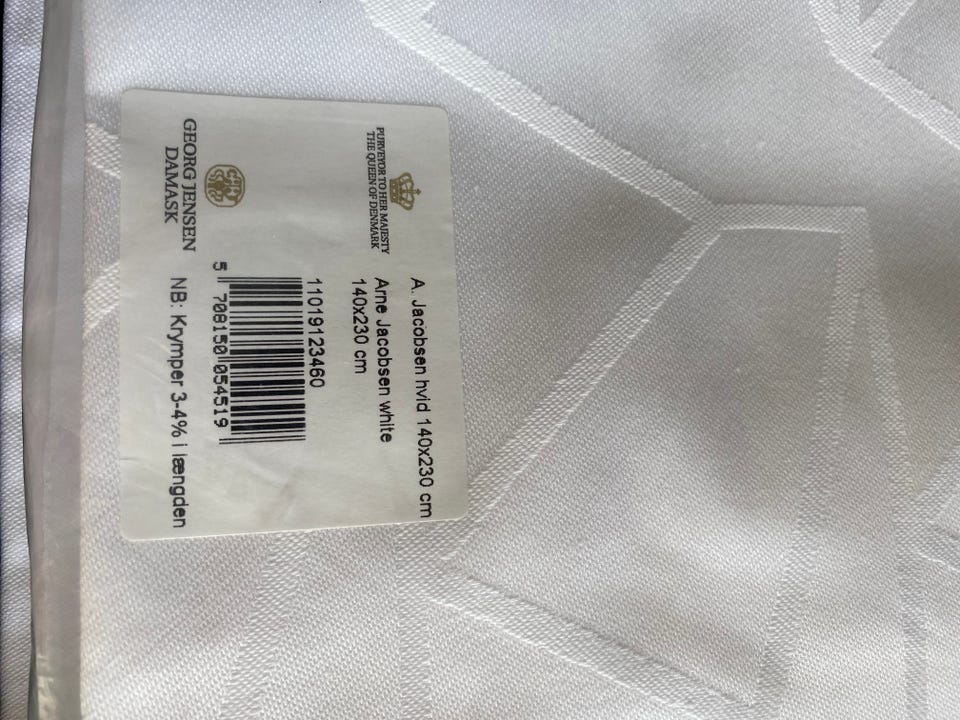 PURVEYOR TO HER MAJESTY
THE QUEEN OF DENMARK
A. Jacobsen hvid 140x230 cm
Arne Jacobsen white
140x230 cm
11019123460
5 708150 054519
GEORG JENSEN
DAMASK
NB: Krymper 3-4% i længden